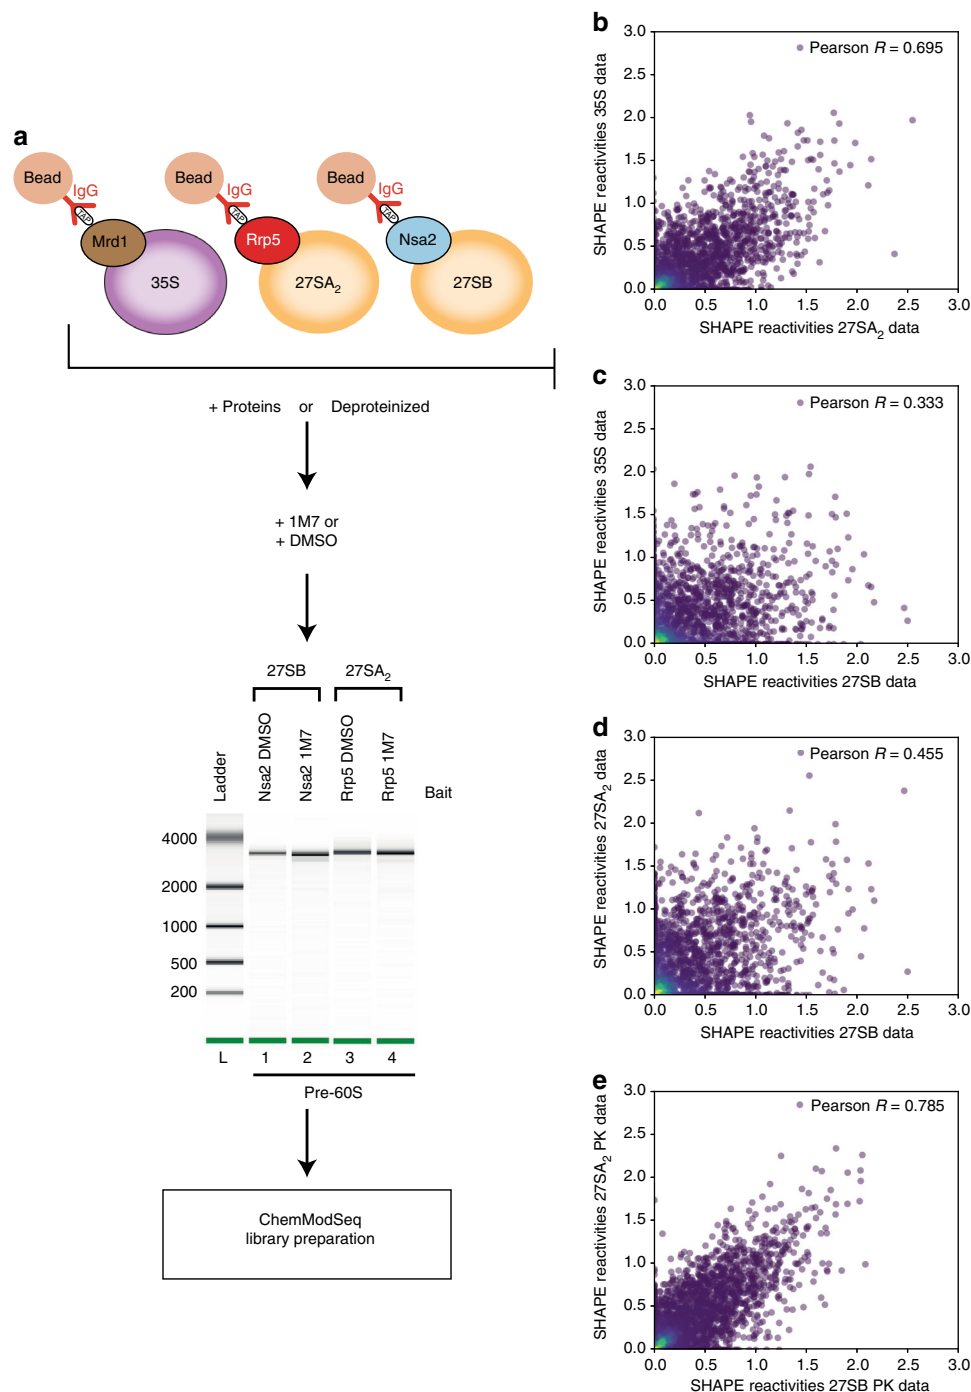 a
Bead
IgG
TAP
Mrd1
35S
Bead
IgG
TAP
Rrp5
27SA2
Bead
IgG
TAP
Nsa2
27SB
+ Proteins or Deproteinized
+ 1M7 or
+ DMSO
27SB
27SA2
Ladder
Nsa2 DMSO
Nsa2 1M7
Rrp5 DMSO
Rrp5 1M7
Bait
4000
2000
1000
500
200
L 1 2 3 4
Pre-60S
ChemModSeq
library preparation
b
Pearson R = 0.695
SHAPE reactivities 35S data
3.0
2.5
2.0
1.5
1.0
0.5
0.0
0.0 0.5 1.0 1.5 2.0 2.5 3.0
SHAPE reactivities 27SA2 data
c
Pearson R = 0.333
SHAPE reactivities 35S data
3.0
2.5
2.0
1.5
1.0
0.5
0.0
0.0 0.5 1.0 1.5 2.0 2.5 3.0
SHAPE reactivities 27SB data
d
Pearson R = 0.455
SHAPE reactivities 27SA2 data
3.0
2.5
2.0
1.5
1.0
0.5
0.0
0.0 0.5 1.0 1.5 2.0 2.5 3.0
SHAPE reactivities 27SB data
e
Pearson R = 0.785
SHAPE reactivities 27SA2 PK data
3.0
2.5
2.0
1.5
1.0
0.5
0.0
0.0 0.5 1.0 1.5 2.0 2.5 3.0
SHAPE reactivities 27SB PK data